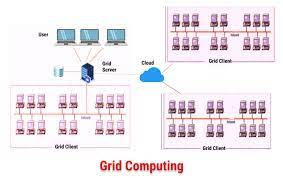 User
Grid
Server
Cloud
Grid Client
Grid Client
Grid Client
Grid Computing